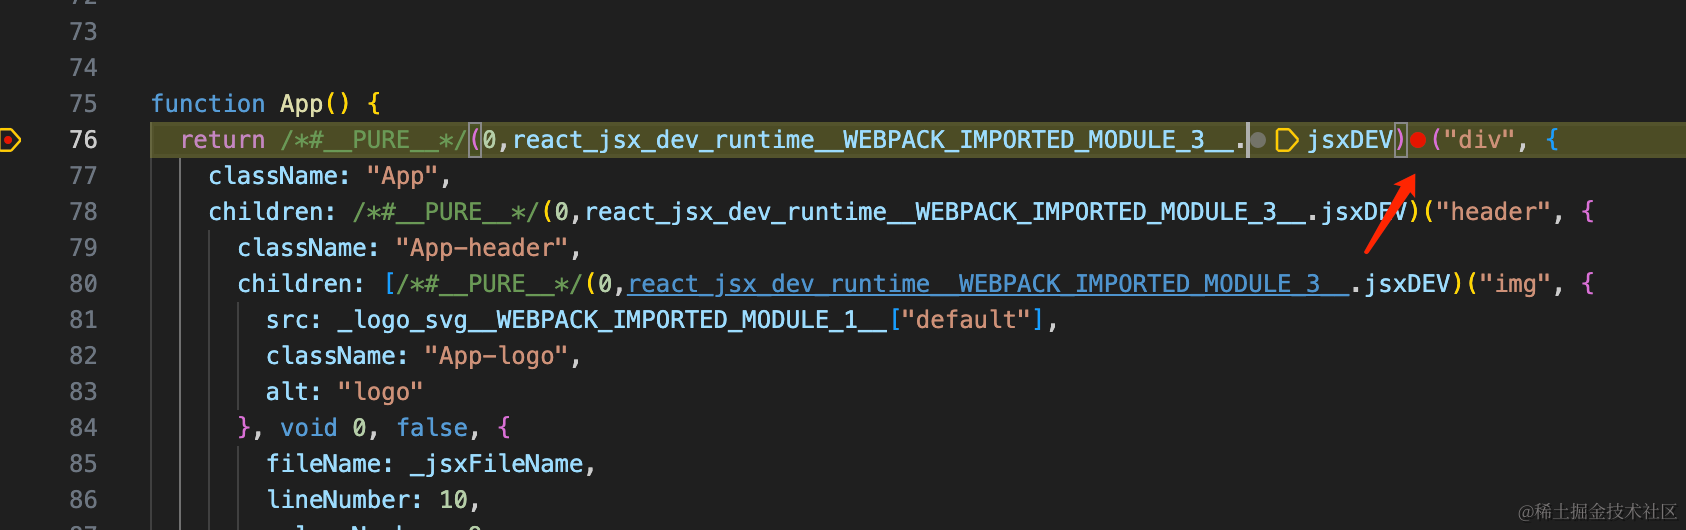 73
74
75 function App() {
76 return /*#__PURE__*/(0,react_jsx_dev_runtime__WEBPACK_IMPORTED_MODULE_3__.jsxDEV)("div", {
77 className: "App",
78 children: /*#__PURE__*/(0,react_jsx_dev_runtime__WEBPACK_IMPORTED_MODULE_3__.jsxDEV)("header", {
79 className: "App-header",
80 children: [/*#__PURE__*/(0,react_jsx_dev_runtime__WEBPACK_IMPORTED_MODULE_3__.jsxDEV)("img", {
81 src: _logo_svg__WEBPACK_IMPORTED_MODULE_1__["default"],
82 className: "App-logo",
83 alt: "logo"
84 }, void 0, false, {
85 fileName: _jsxFileName,
86 lineNumber: 10,
@稀土掘金技术社区